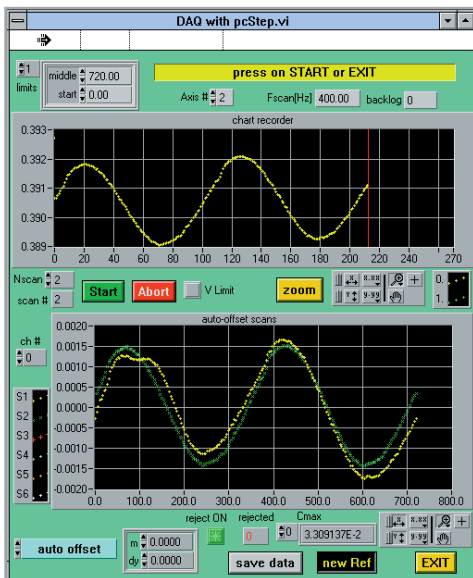 DAQ with pcStep.vi
1
limits
middle 720.00
start 0.00
press on START or EXIT
Axis # 2
Fscan[Hz] 400.00
backlog 0
chart recorder
0.393
0.392
0.391
0.390
0.389
0 20 40 60 80 100 120 140 160 180 200 220 240 270
Nscan 2
scan # 2
Start
Abort
V Limit
zoom
X X.XX
Y Y.YY
0.
1.
auto-offset scans
ch #
0
0.0020
0.0015
0.0010
0.0005
0.0000
-0.0005
-0.0010
-0.0015
-0.0020
0.0 100.0 200.0 300.0 400.0 500.0 600.0 700.0 800.0
S1
S2
S3
S4
S5
S6
auto offset
m 0.0000
dy 0.0000
reject ON
rejected
0
0
Cmax
3.309137E-2
X X.XX
Y Y.YY
save data
new Ref
EXIT